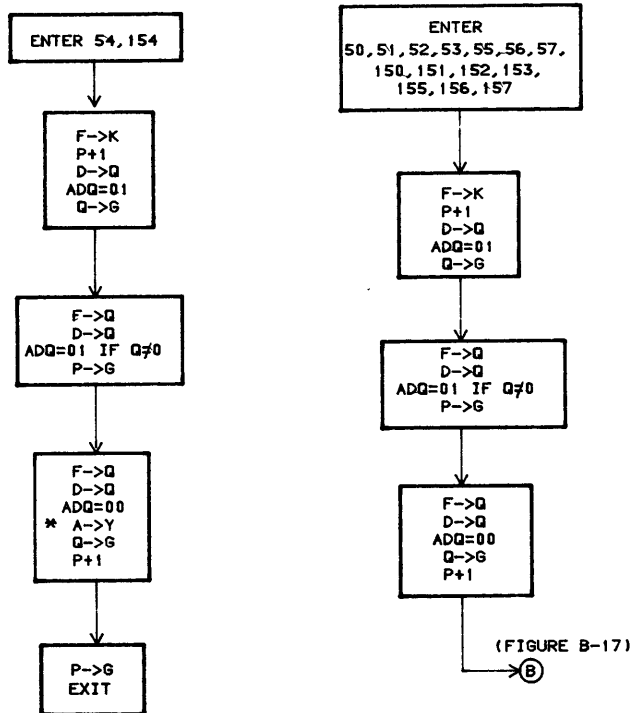 ENTER 54,154
F->K
P+1
D->Q
ADQ=01
Q->G
F->Q
D->Q
ADQ=01 IF Q≠0
P->G
F->Q
D->Q
ADQ=00
* A->Y
Q->G
P+1
P->G
EXIT
ENTER
50,51,52,53,55,56,57,
150,151,152,153,
155,156,157
F->K
P+1
D->Q
ADQ=01
Q->G
F->Q
D->Q
ADQ=01 IF Q≠0
P->G
F->Q
D->Q
ADQ=00
Q->G
P+1
(FIGURE B-17)
B